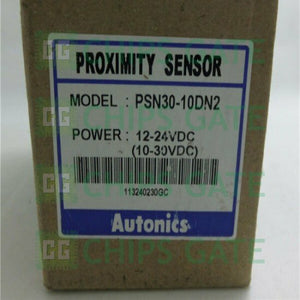 PROXIMITY SENSOR
MODEL : PSN30-10DN2
POWER : 12-24VDC
(10-30VDC)
113240230GC
Autonics
CHIPS GATE